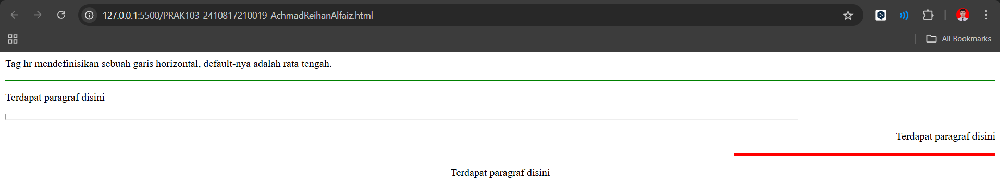 127.0.0.1:5500/PRAK103-2410817210019-AchmadReihanAlfaiz.html
All Bookmarks
Tag hr mendefinisikan sebuah garis horizontal, default-nya adalah rata tengah.
Terdapat paragraf disini
Terdapat paragraf disini
Terdapat paragraf disini